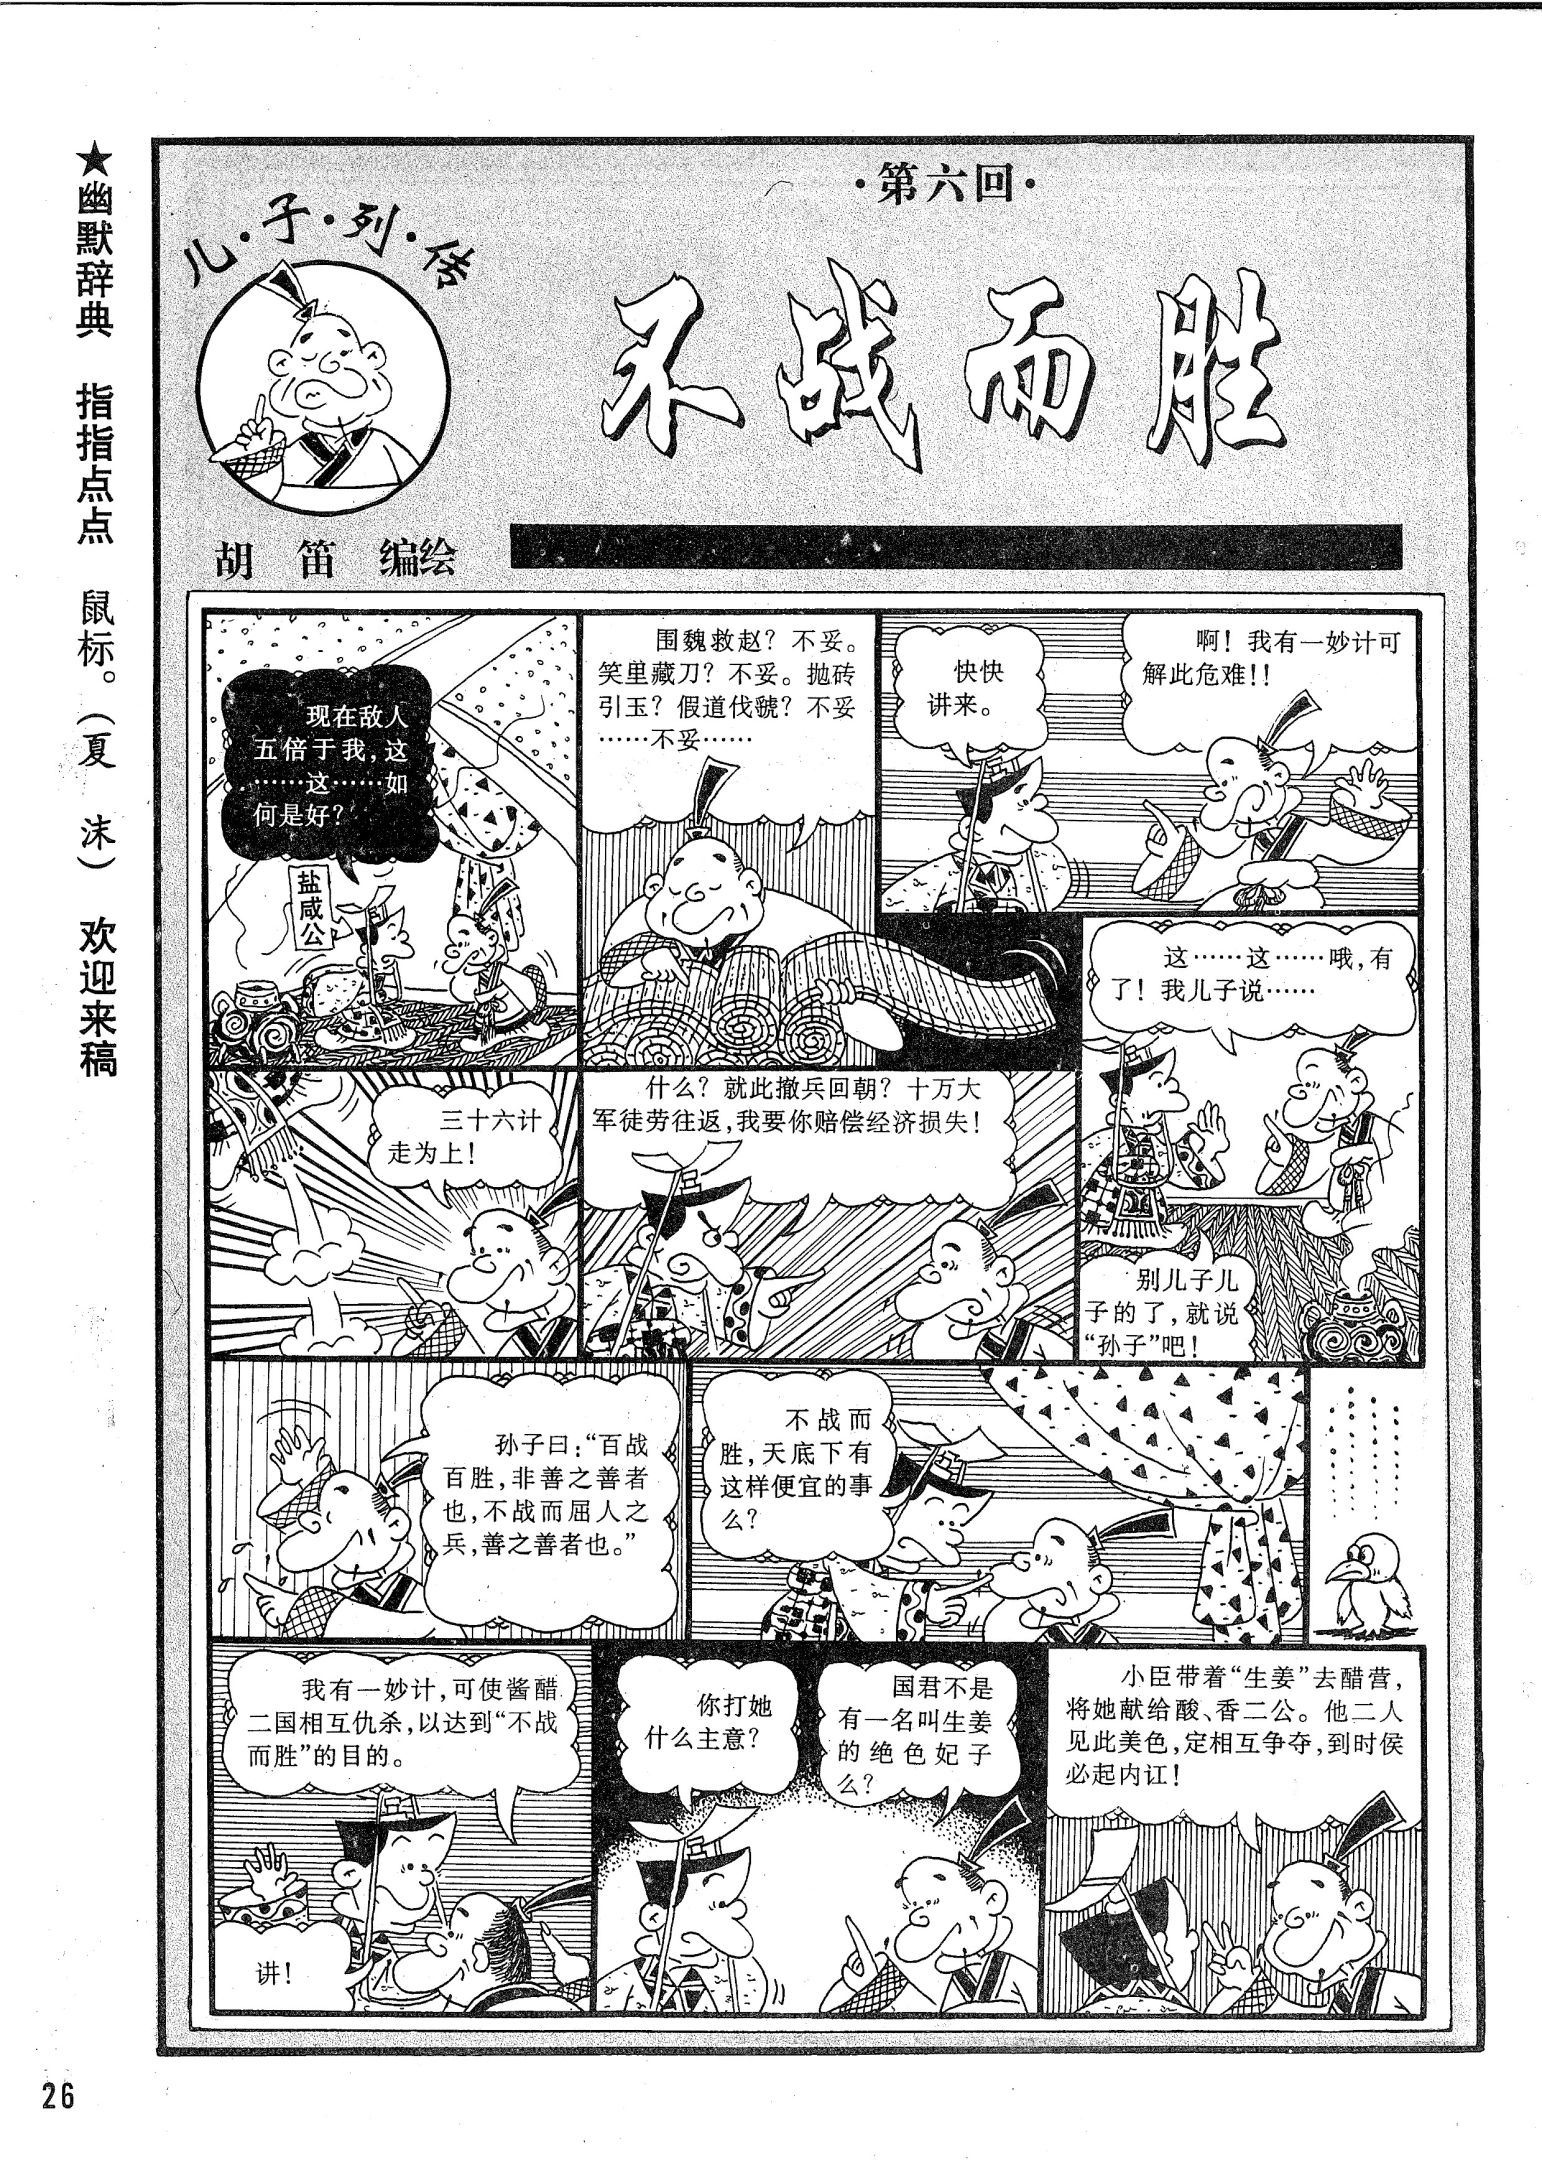 ★幽默辞典 指指点点 鼠标。（夏 沫） 欢迎来稿
·第六回·
儿·子·列·传
不战而胜
胡 笛 编绘
现在敌人
五倍于我，这
……这……如
何是好？
盐咸公
围魏救赵？不妥。
笑里藏刀？不妥。抛砖
引玉？假道伐虢？不妥
……不妥……
啊！我有一妙计可
解此危难！！
快快
讲来。
三十六计
走为上！
什么？就此撤兵回朝？十万大
军徒劳往返，我要你赔偿经济损失！
这……这……哦，有
了！我儿子说……
别儿子儿
子的了，就说
“孙子”吧！
孙子曰：“百战
百胜，非善之善者
也，不战而屈人之
兵，善之善者也。”
不战而
胜，天底下有
这样便宜的事
么？
我有一妙计，可使酱醋
二国相互仇杀，以达到“不战
而胜”的目的。
讲！
国君不是
有一名叫生姜
的绝色妃子
么？
你打她
什么主意？
小臣带着“生姜”去醋营，
将她献给酸、香二公。他二人
见此美色，定相互争夺，到时侯
必起内讧！
26